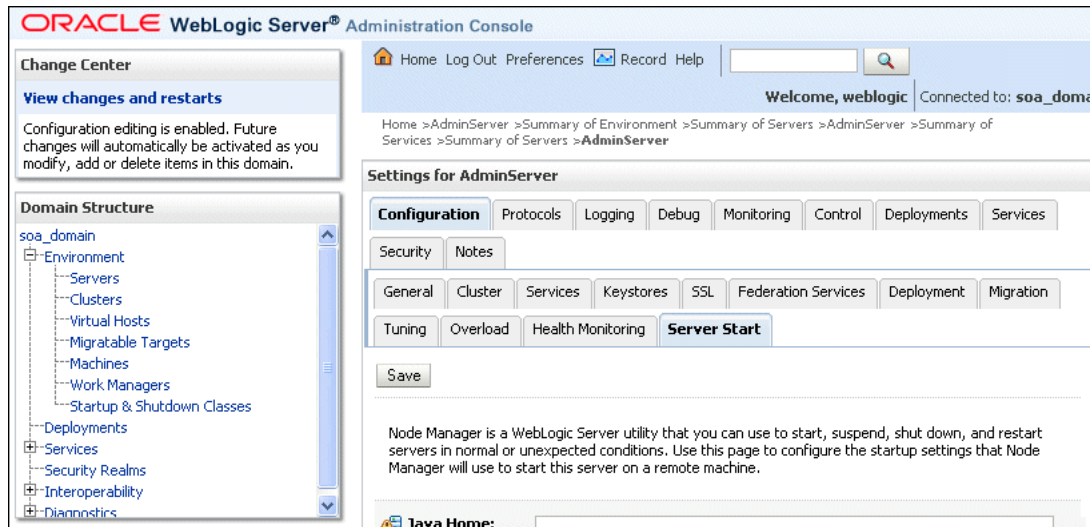 ORACLE WebLogic Server® Administration Console
Change Center
View changes and restarts
Configuration editing is enabled. Future
changes will automatically be activated as you
modify, add or delete items in this domain.
Domain Structure
soa_domain
Environment
Servers
Clusters
Virtual Hosts
Migratable Targets
Machines
Work Managers
Startup & Shutdown Classes
Deployments
Services
Security Realms
Interoperability
Diagnostics
Home Log Out Preferences Record Help
Welcome, weblogic Connected to: soa_doma
Home >AdminServer >Summary of Environment >Summary of Servers >AdminServer >Summary of
Services >Summary of Servers >AdminServer
Settings for AdminServer
Configuration Protocols Logging Debug Monitoring Control Deployments Services
Security Notes
General Cluster Services Keystores SSL Federation Services Deployment Migration
Tuning Overload Health Monitoring Server Start
Save
Node Manager is a WebLogic Server utility that you can use to start, suspend, shut down, and restart
servers in normal or unexpected conditions. Use this page to configure the startup settings that Node
Manager will use to start this server on a remote machine.
Java Home: